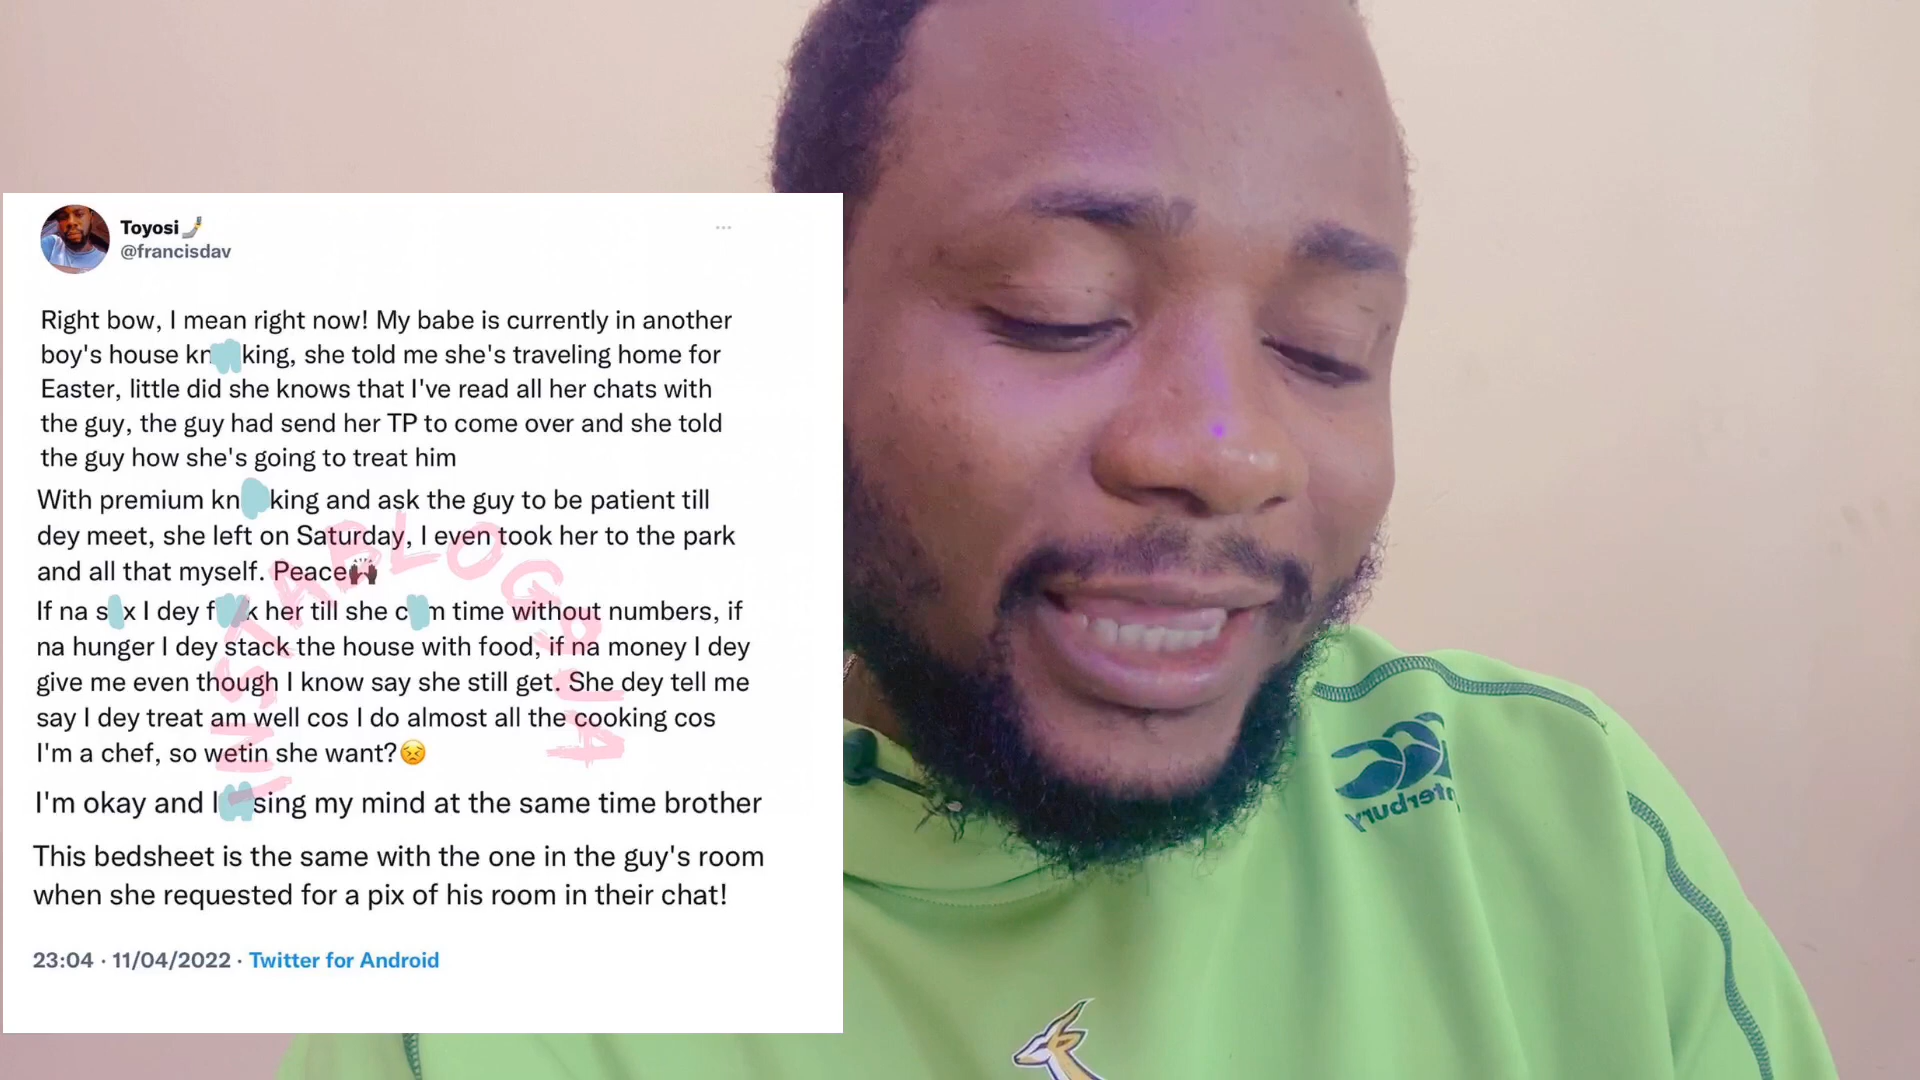 Toyosi
@francisdav
Right bow, I mean right now! My babe is currently in another
boy's house kn king, she told me she's traveling home for
Easter, little did she knows that I've read all her chats with
the guy, the guy had send her TP to come over and she told
the guy how she's going to treat him
With premium kn king and ask the guy to be patient till
dey meet, she left on Saturday, I even took her to the park
and all that myself. Peace🙌🏿
If na s x I dey f k her till she c m time without numbers, if
na hunger I dey stack the house with food, if na money I dey
give me even though I know say she still get. She dey tell me
say I dey treat am well cos I do almost all the cooking cos
I'm a chef, so wetin she want?😣
I'm okay and l sing my mind at the same time brother
This bedsheet is the same with the one in the guy's room
when she requested for a pix of his room in their chat!
23:04 · 11/04/2022 · Twitter for Android
INSTABLOG9JA